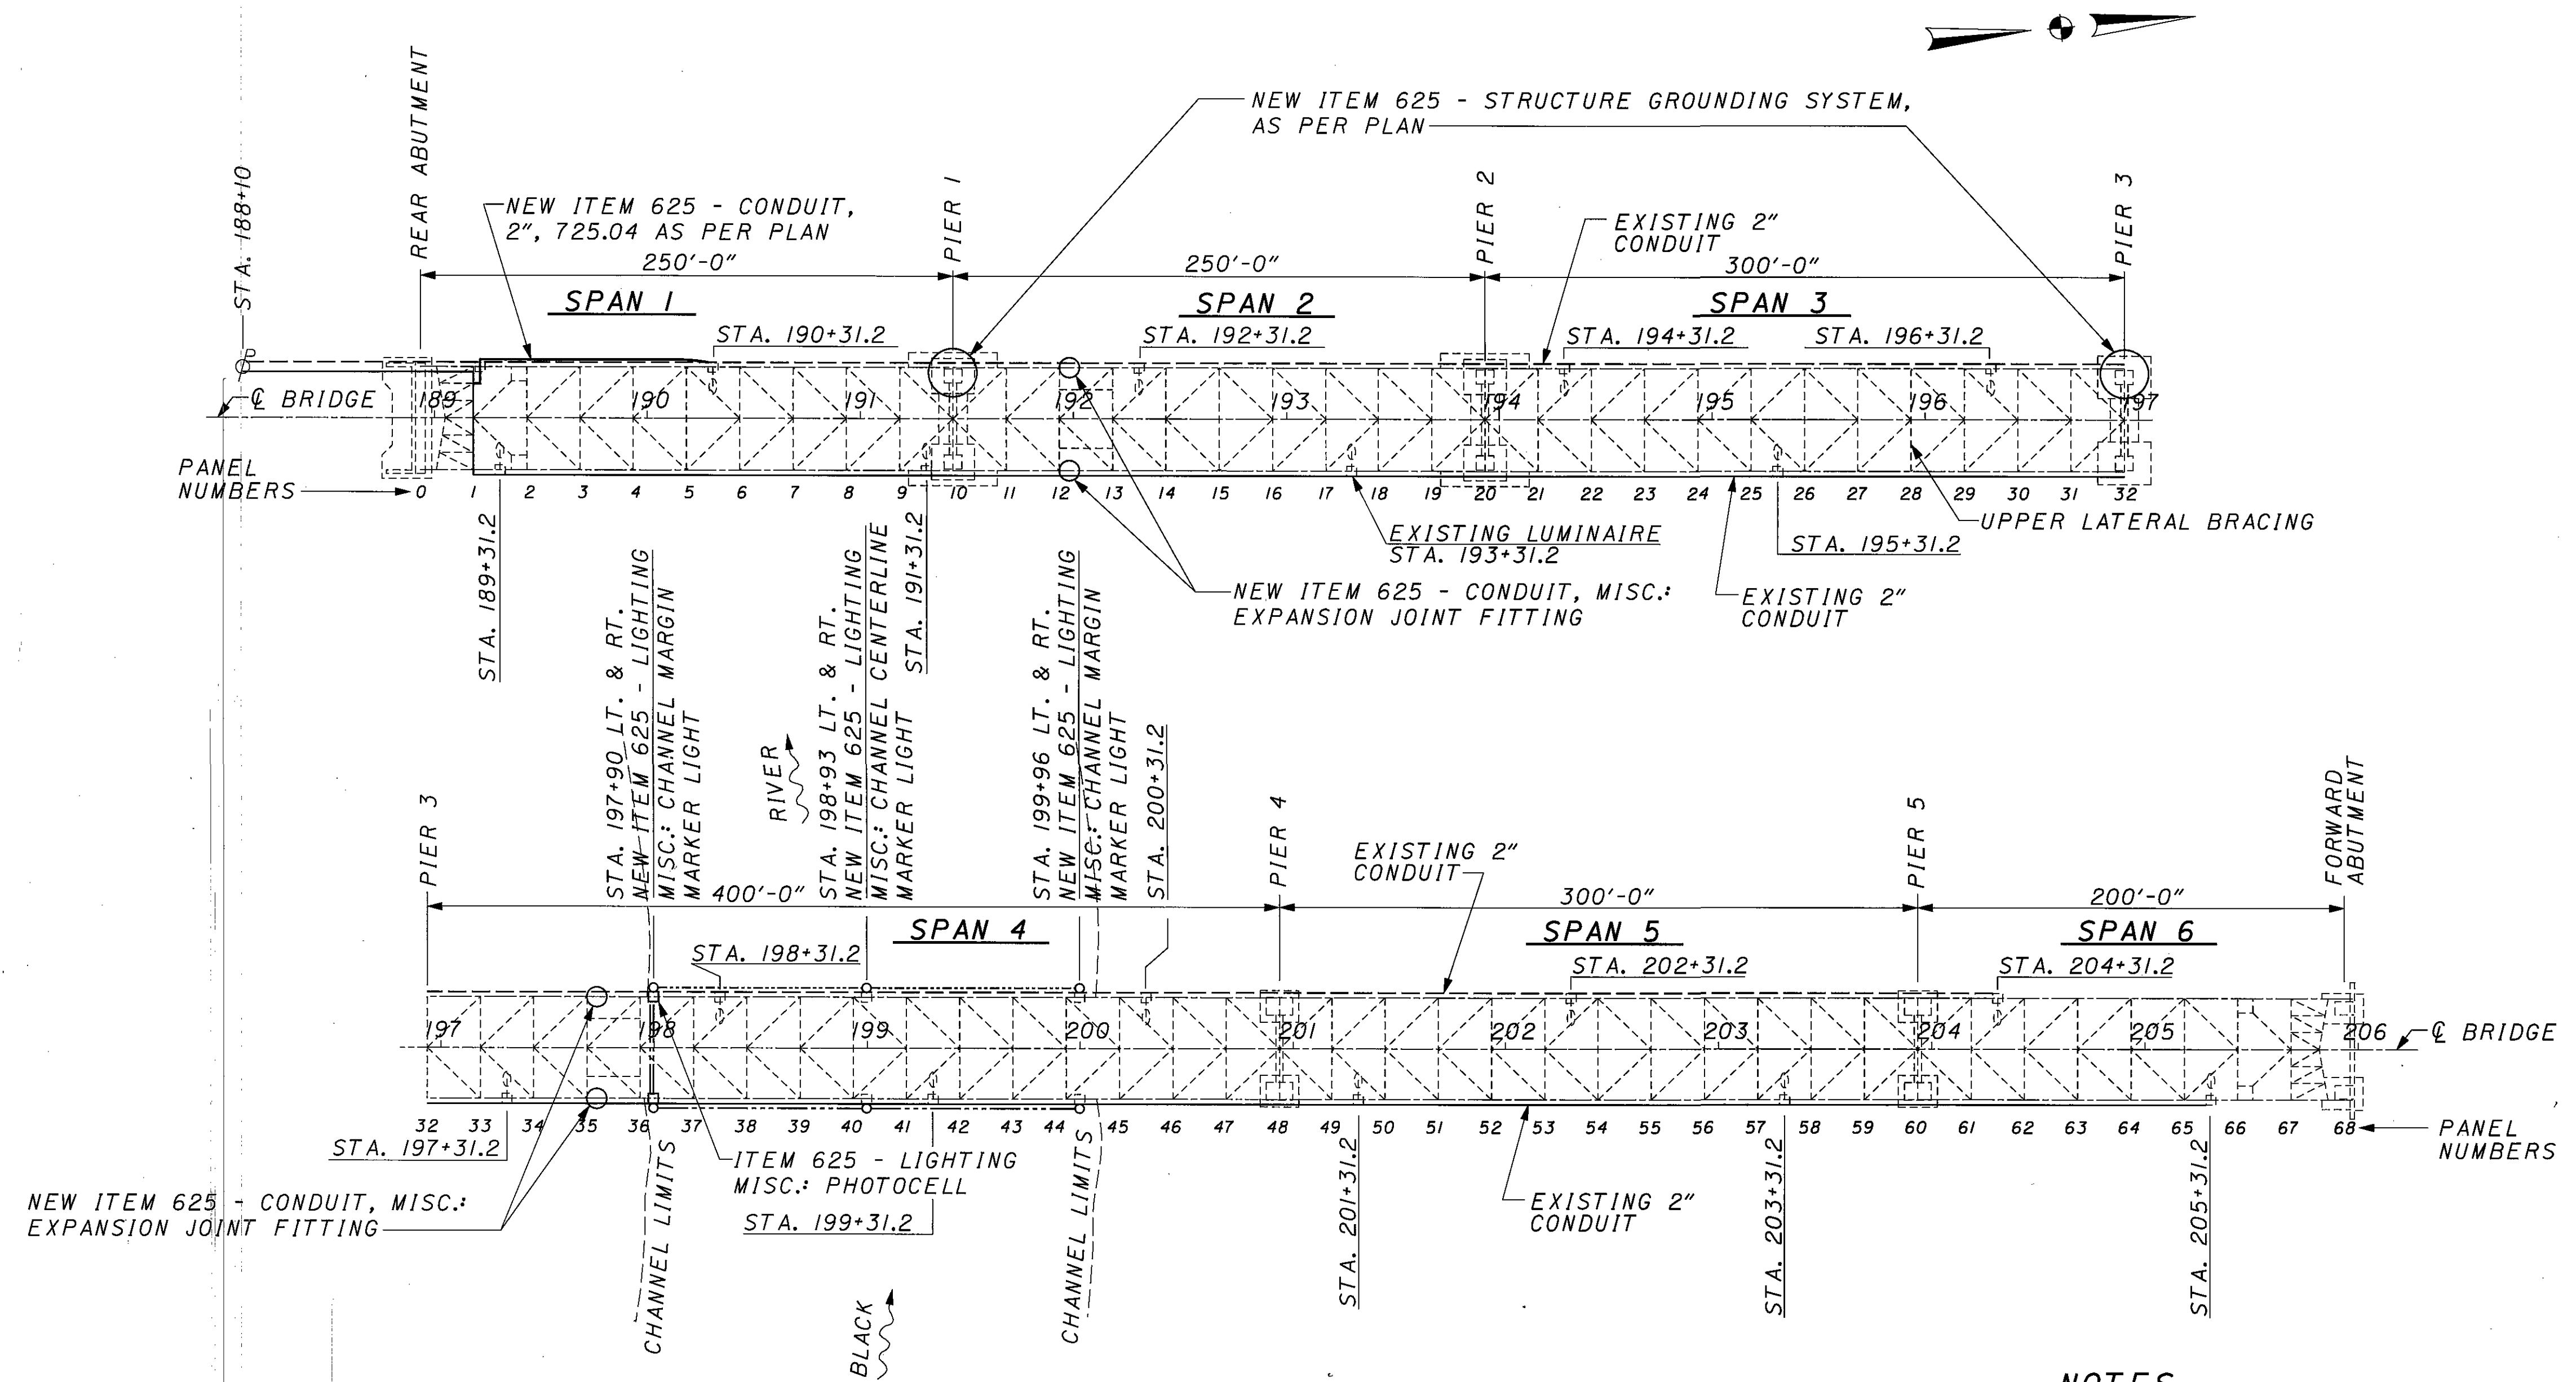 NEW ITEM 625 - STRUCTURE GROUNDING SYSTEM,
AS PER PLAN
STA. 188+10
REAR ABUTMENT
PIER 1
PIER 2
PIER 3
NEW ITEM 625 - CONDUIT,
2", 725.04 AS PER PLAN
EXISTING 2"
CONDUIT
250'-0"
250'-0"
300'-0"
SPAN 1
SPAN 2
SPAN 3
STA. 190+31.2
STA. 192+31.2
STA. 194+31.2
STA. 196+31.2
P
℄ BRIDGE
189
190
191
192
193
194
195
196
197
PANEL
NUMBERS
0 1 2 3 4 5 6 7 8 9 10 11 12 13 14 15 16 17 18 19 20 21 22 23 24 25 26 27 28 29 30 31 32
STA. 189+31.2
STA. 191+31.2
EXISTING LUMINAIRE
STA. 193+31.2
STA. 195+31.2
UPPER LATERAL BRACING
NEW ITEM 625 - CONDUIT, MISC.:
EXPANSION JOINT FITTING
EXISTING 2"
CONDUIT
STA. 197+90 LT. & RT.
NEW ITEM 625 - LIGHTING
MISC.: CHANNEL MARGIN
MARKER LIGHT
RIVER
STA. 198+93 LT. & RT.
NEW ITEM 625 - LIGHTING
MISC.: CHANNEL CENTERLINE
MARKER LIGHT
STA. 199+96 LT. & RT.
NEW ITEM 625 - LIGHTING
MISC.: CHANNEL MARGIN
MARKER LIGHT
STA. 200+31.2
PIER 3
PIER 4
PIER 5
FORWARD
ABUTMENT
EXISTING 2"
CONDUIT
400'-0"
300'-0"
200'-0"
SPAN 4
SPAN 5
SPAN 6
STA. 198+31.2
STA. 202+31.2
STA. 204+31.2
197
198
199
200
201
202
203
204
205
206
℄ BRIDGE
32 33 34 35 36 37 38 39 40 41 42 43 44 45 46 47 48 49 50 51 52 53 54 55 56 57 58 59 60 61 62 63 64 65 66 67 68
PANEL
NUMBERS
STA. 197+31.2
NEW ITEM 625 - CONDUIT, MISC.:
EXPANSION JOINT FITTING
CHANNEL LIMITS
ITEM 625 - LIGHTING
MISC.: PHOTOCELL
STA. 199+31.2
CHANNEL LIMITS
BLACK
STA. 201+31.2
EXISTING 2"
CONDUIT
STA. 203+31.2
STA. 205+31.2
NOTES